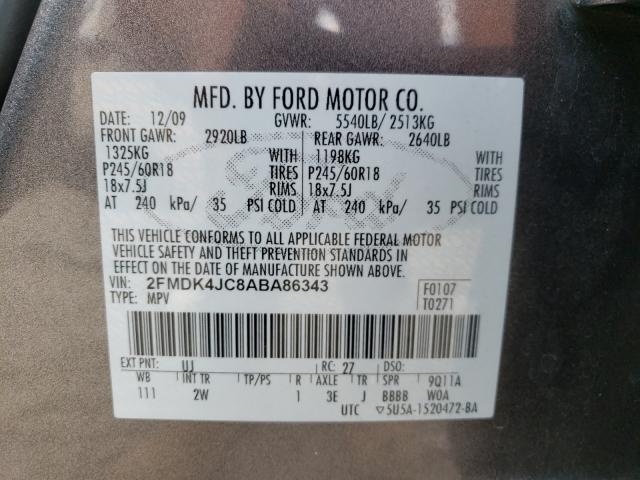 MFD. BY FORD MOTOR CO.
DATE: 12/09 GVWR: 5540LB/ 2513KG
FRONT GAWR: 2920LB REAR GAWR: 2640LB
1325KG WITH 1198KG WITH
P245/60R18 TIRES P245/60R18 TIRES
18x7.5J RIMS 18x7.5J RIMS
AT 240 kPa/ 35 PSI COLD AT 240 kPa/ 35 PSI COLD
THIS VEHICLE CONFORMS TO ALL APPLICABLE FEDERAL MOTOR
VEHICLE SAFETY AND THEFT PREVENTION STANDARDS IN
EFFECT ON THE DATE OF MANUFACTURE SHOWN ABOVE.
VIN: 2FMDK4JC8ABA86343 F0107
TYPE: MPV T0271
EXT PNT: UJ RC: 27 DSO:
WB INT TR TP/PS R AXLE TR SPR 9Q11A
111 2W 1 3E J BBBB WOA
UTC ▽5U5A-1520472-BA